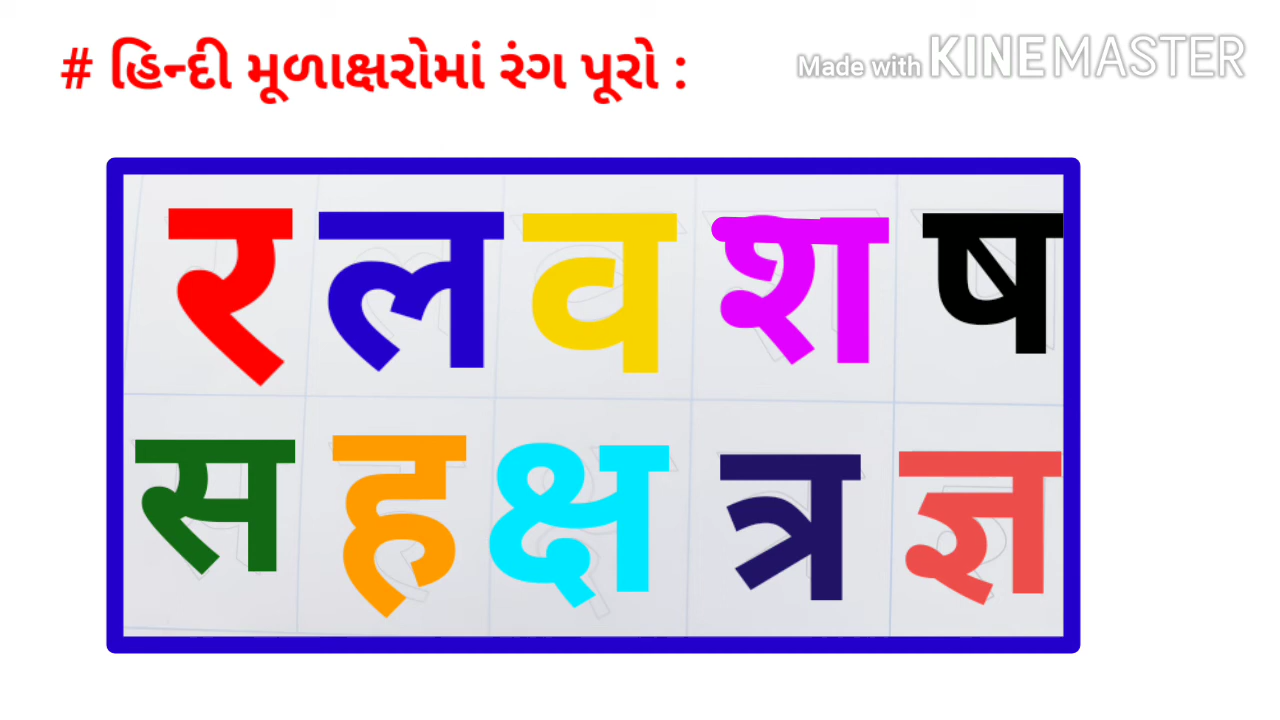 # હિન્દી મૂળાક્ષરોમાં રંગ પૂરો :
Made with KINEMASTER
र ल व श ष
स ह क्ष त्र ज्ञ